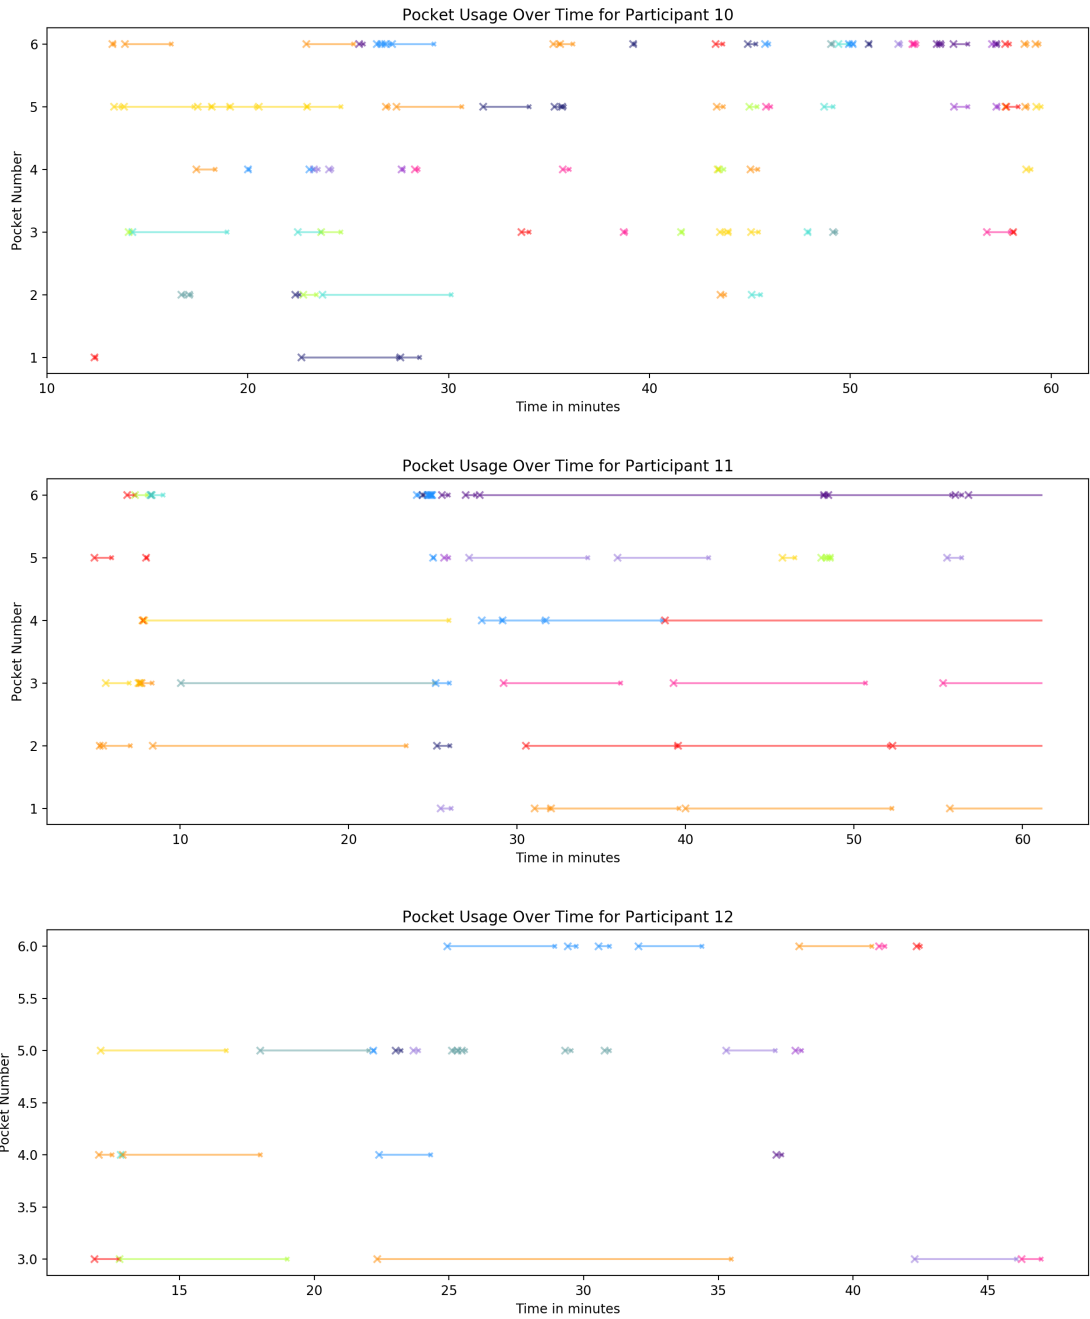 Pocket Usage Over Time for Participant 10
Pocket Number
6
5
4
3
2
1
10 20 30 40 50 60
Time in minutes
Pocket Usage Over Time for Participant 11
Pocket Number
6
5
4
3
2
1
10 20 30 40 50 60
Time in minutes
Pocket Usage Over Time for Participant 12
Pocket Number
6.0
5.5
5.0
4.5
4.0
3.5
3.0
15 20 25 30 35 40 45
Time in minutes